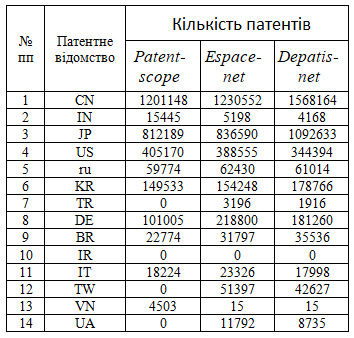 № пп Патентне відомство Кількість патентів
Patent-scope Espace-net Depatis-net
1 CN 1201148 1230552 1568164
2 IN 15445 5198 4168
3 JP 812189 836590 1092633
4 US 405170 388555 344394
5 ru 59774 62430 61014
6 KR 149533 154248 178766
7 TR 0 3196 1916
8 DE 101005 218800 181260
9 BR 22774 31797 35536
10 IR 0 0 0
11 IT 18224 23326 17998
12 TW 0 51397 42627
13 VN 4503 15 15
14 UA 0 11792 8735